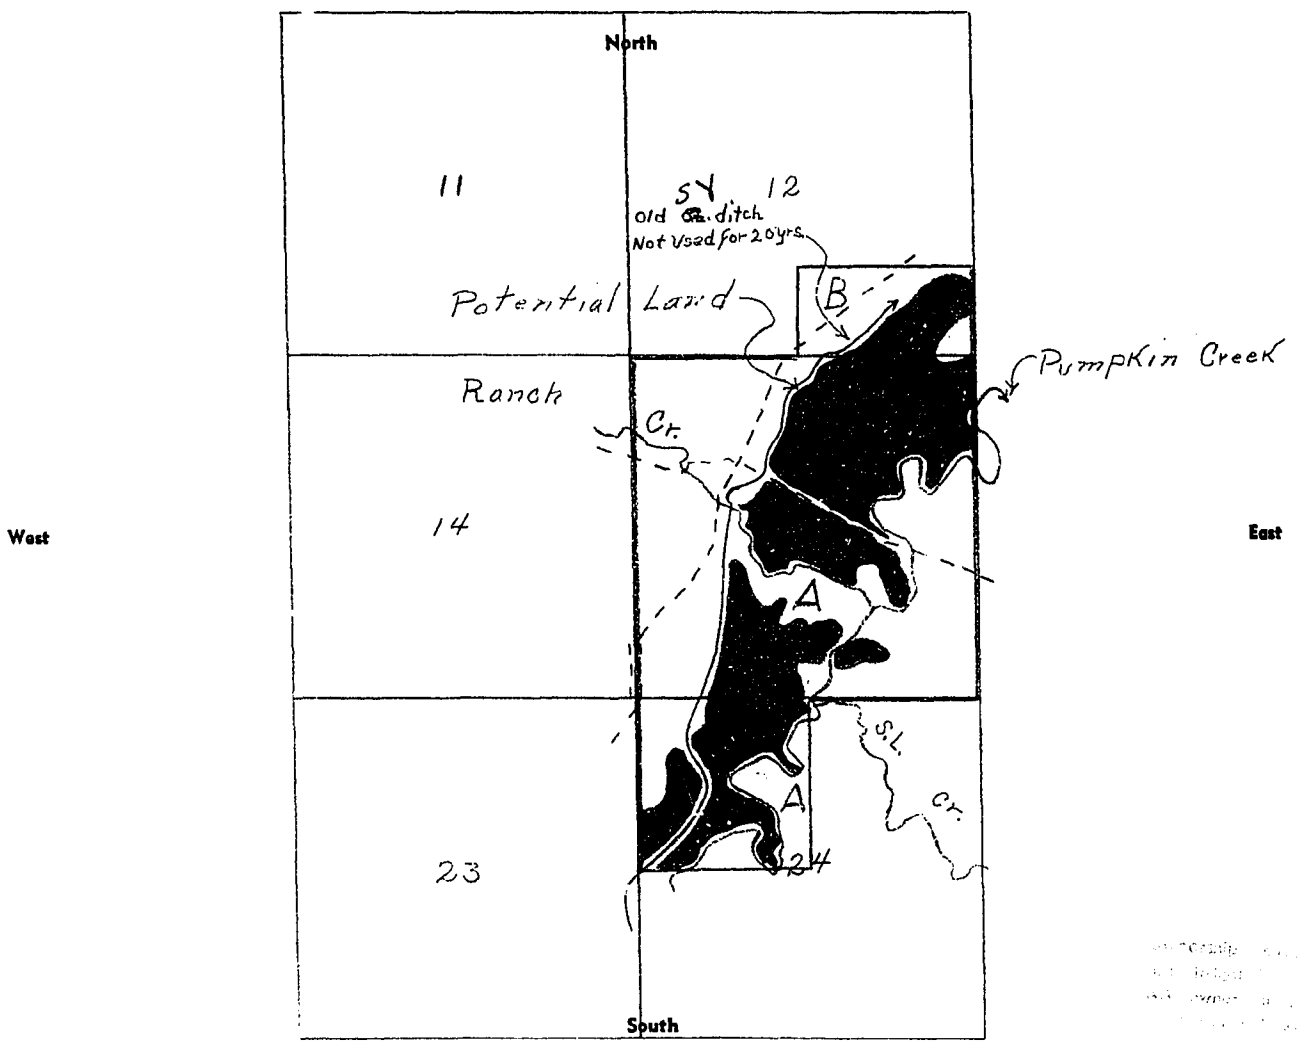 North
11
SY 12
Old ditch
Not Used for 20 yrs.
B
Potential Land
Pumpkin Creek
Ranch
Cr.
14
West
East
A
S.L.
Cr.
A
23
24
South